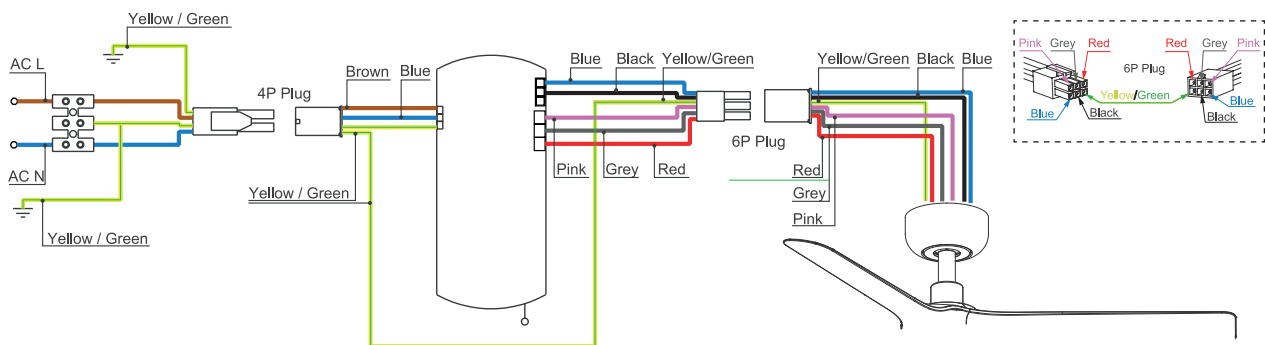 Yellow / Green
AC L
AC N
Yellow / Green
4P Plug
Brown
Blue
Yellow / Green
Blue
Black
Yellow/Green
Pink
Grey
Red
6P Plug
Yellow/Green
Black
Blue
Red
Grey
Pink
Pink
Grey
Red
6P Plug
Red
Grey
Pink
Yellow/Green
Blue
Black
Black
Blue